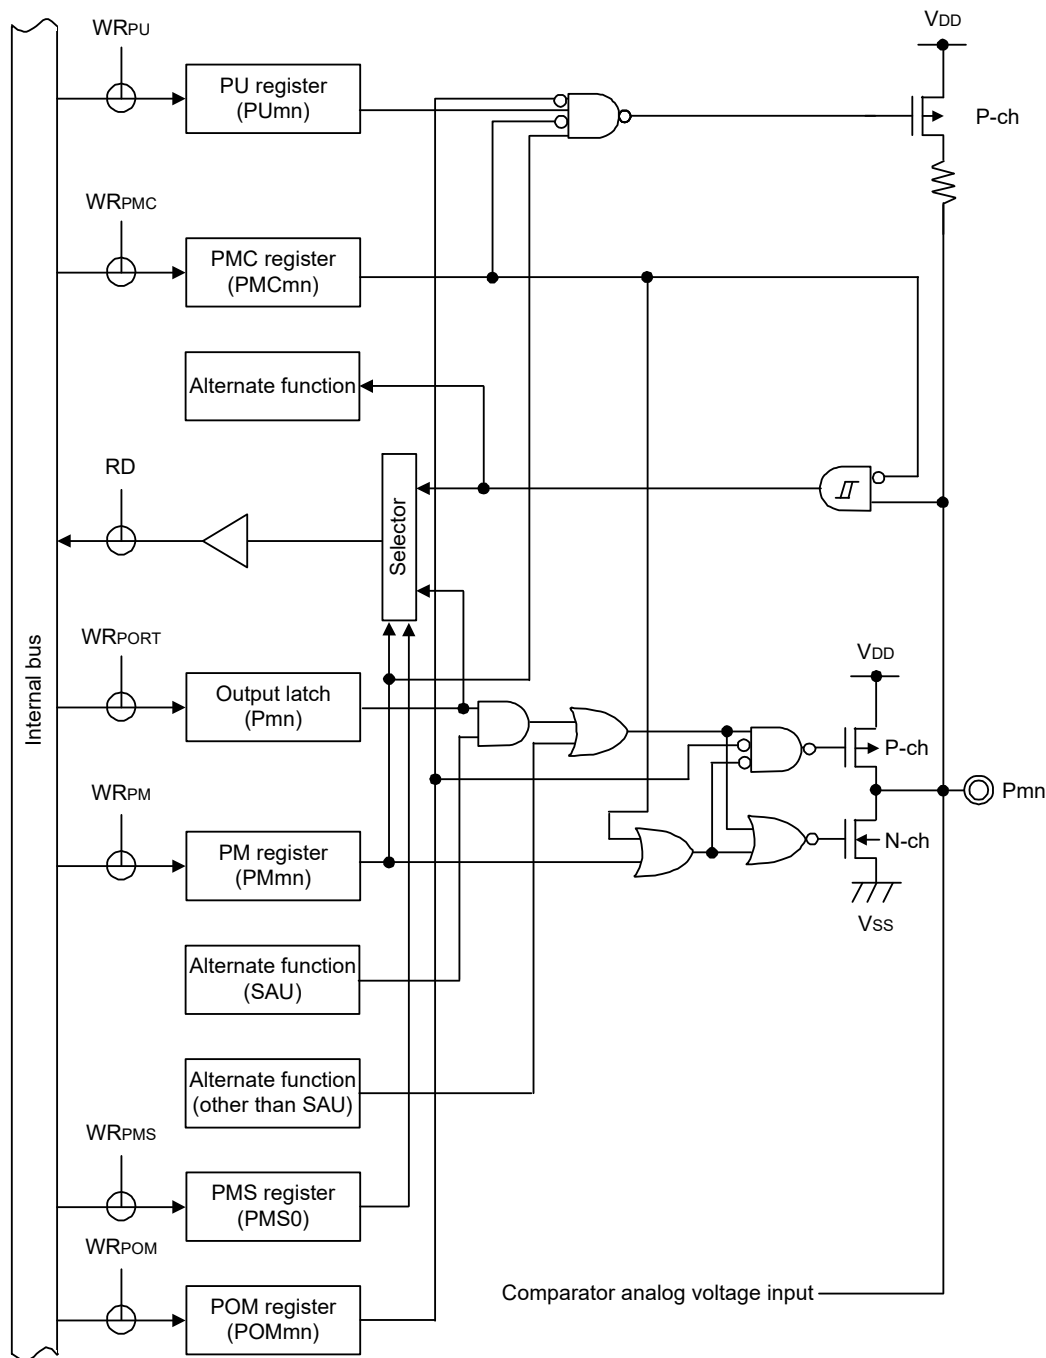 WRPU
VDD
PU register
(PUmn)
P-ch
WRPMC
PMC register
(PMCmn)
Alternate function
RD
Selector
Internal bus
WRPORT
VDD
Output latch
(Pmn)
P-ch
WRPM
Pmn
PM register
(PMmn)
N-ch
VSS
Alternate function
(SAU)
Alternate function
(other than SAU)
WRPMS
PMS register
(PMS0)
WRPOM
Comparator analog voltage input
POM register
(POMmn)